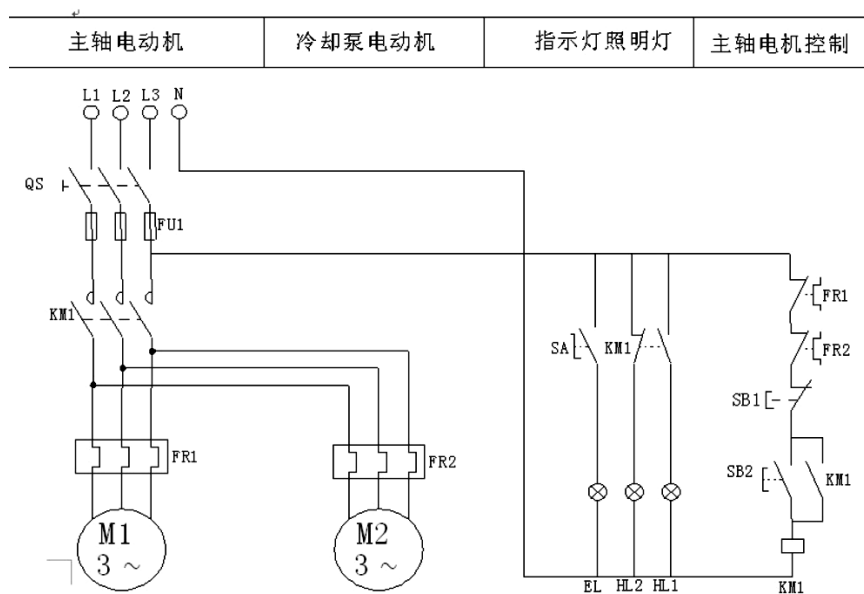 主轴电动机 冷却泵电动机 指示灯照明灯 主轴电机控制
L1 L2 L3 N
QS
FU1
FR1
KM1
SA KM1 FR2
SB1
FR1 FR2 SB2 KM1
M1 M2
3 ~ 3 ~
EL HL2 HL1 KM1